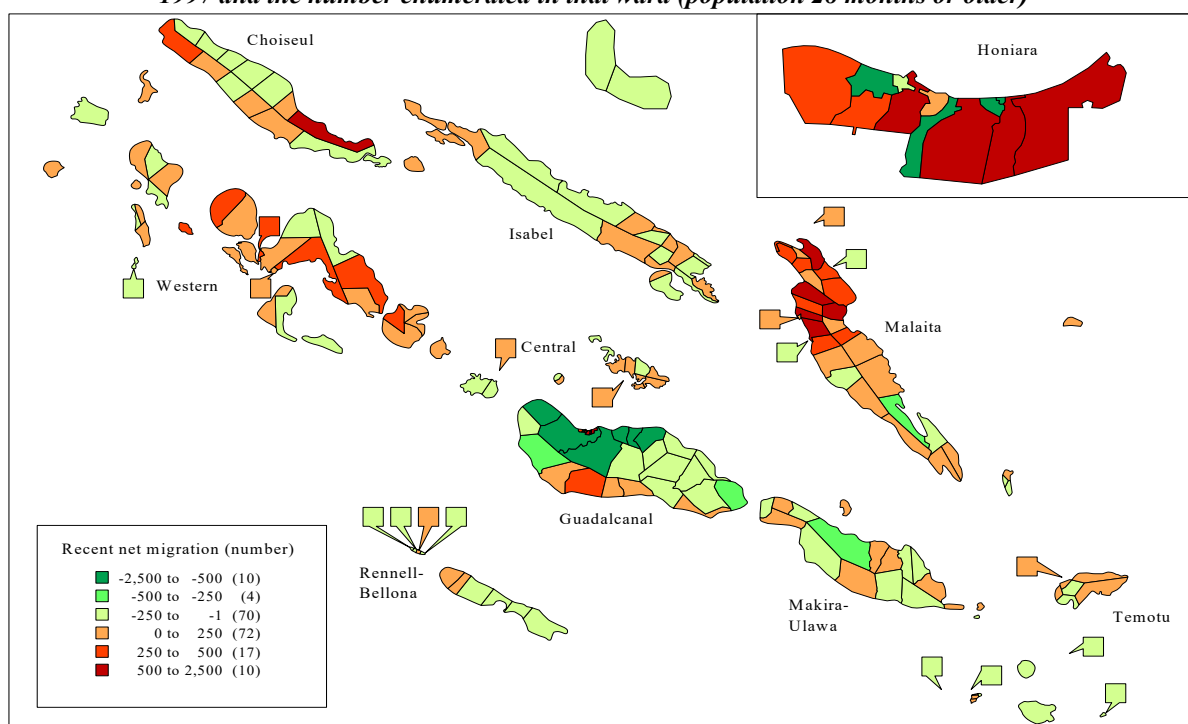 1997 and the number enumerated in that ward (population 28 months or older)
Choiseul
Honiara
Isabel
Western
Malaita
Central
Guadalcanal
Rennell-
Bellona
Makira-
Ulawa
Temotu
Recent net migration (number)
-2,500 to -500 (10)
-500 to -250 (4)
-250 to -1 (70)
0 to 250 (72)
250 to 500 (17)
500 to 2,500 (10)